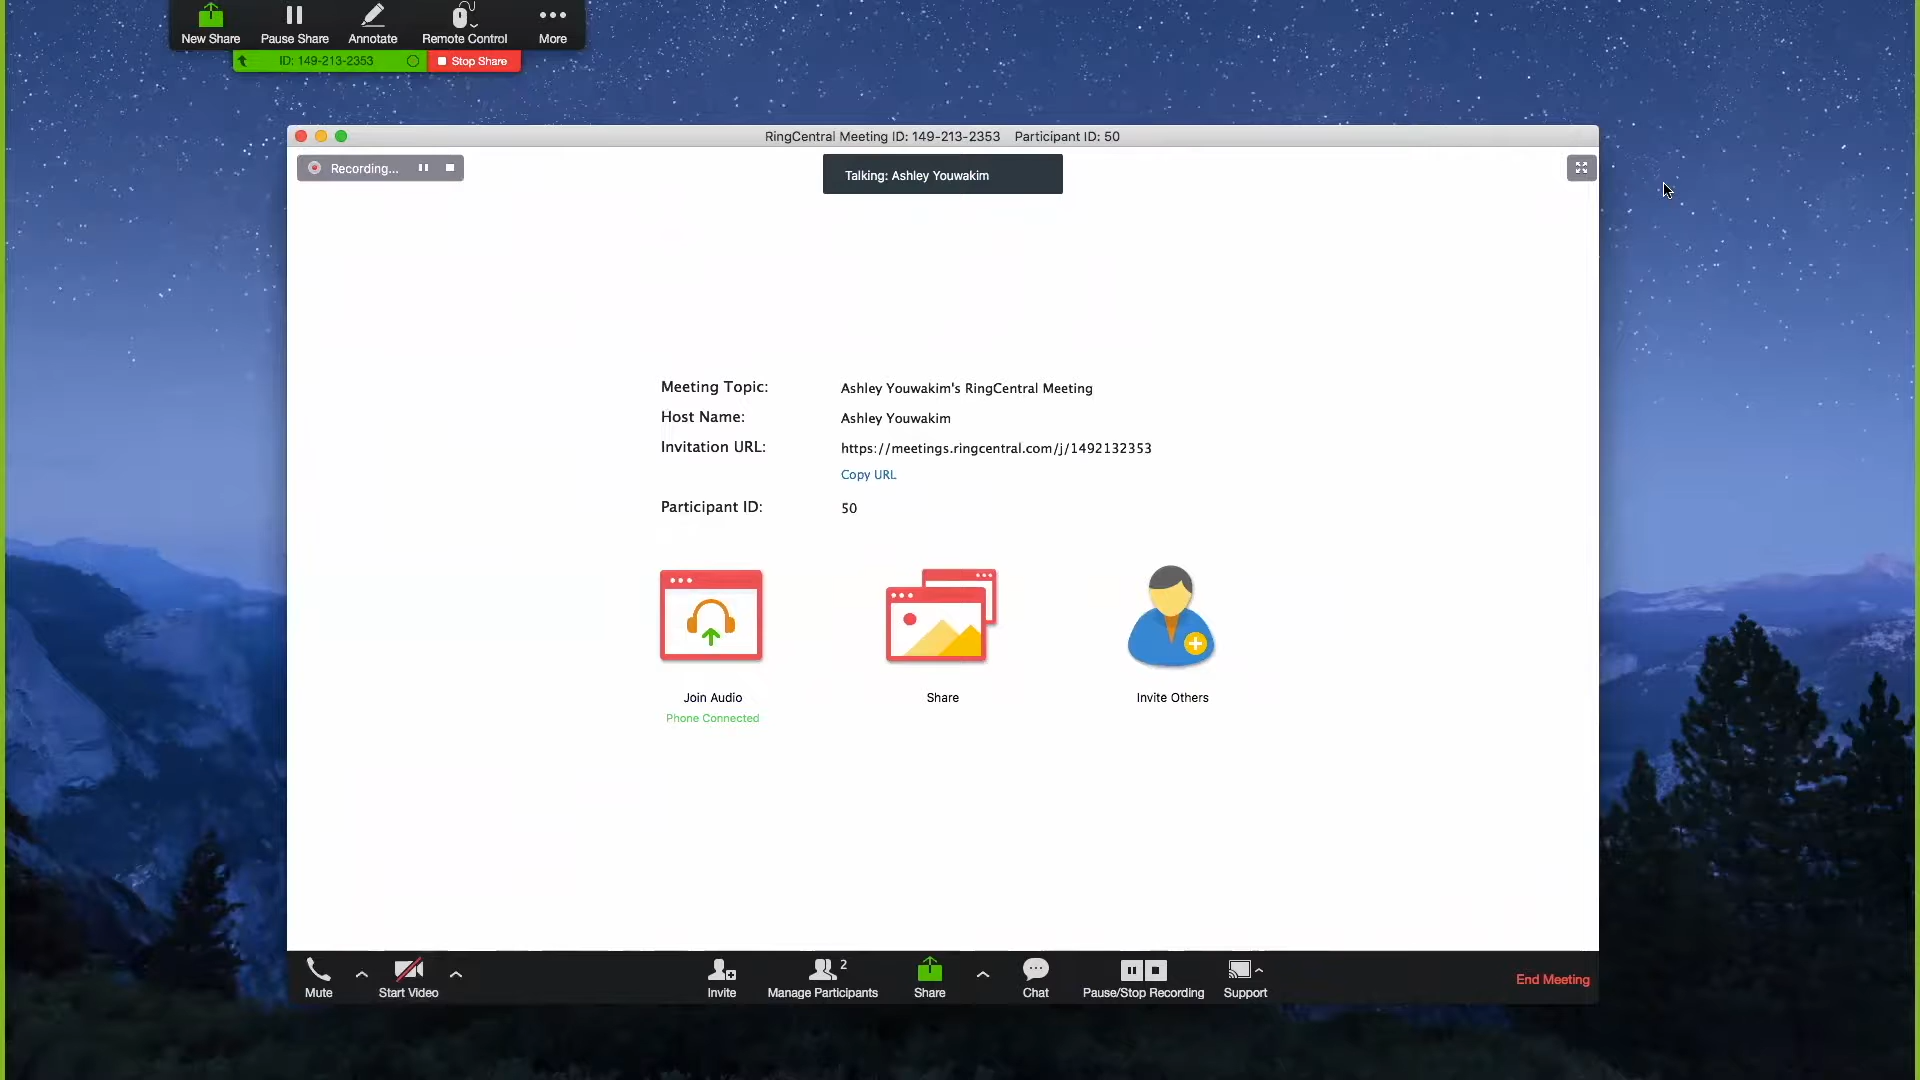 New Share Pause Share Annotate Remote Control More
ID: 149-213-2353 Stop Share
RingCentral Meeting ID: 149-213-2353 Participant ID: 50
Recording...
Talking: Ashley Youwakim
Meeting Topic: Ashley Youwakim's RingCentral Meeting
Host Name: Ashley Youwakim
Invitation URL: https://meetings.ringcentral.com/j/1492132353
Copy URL
Participant ID: 50
Join Audio Share Invite Others
Phone Connected
2
Mute Start Video Invite Manage Participants Share Chat Pause/Stop Recording Support End Meeting